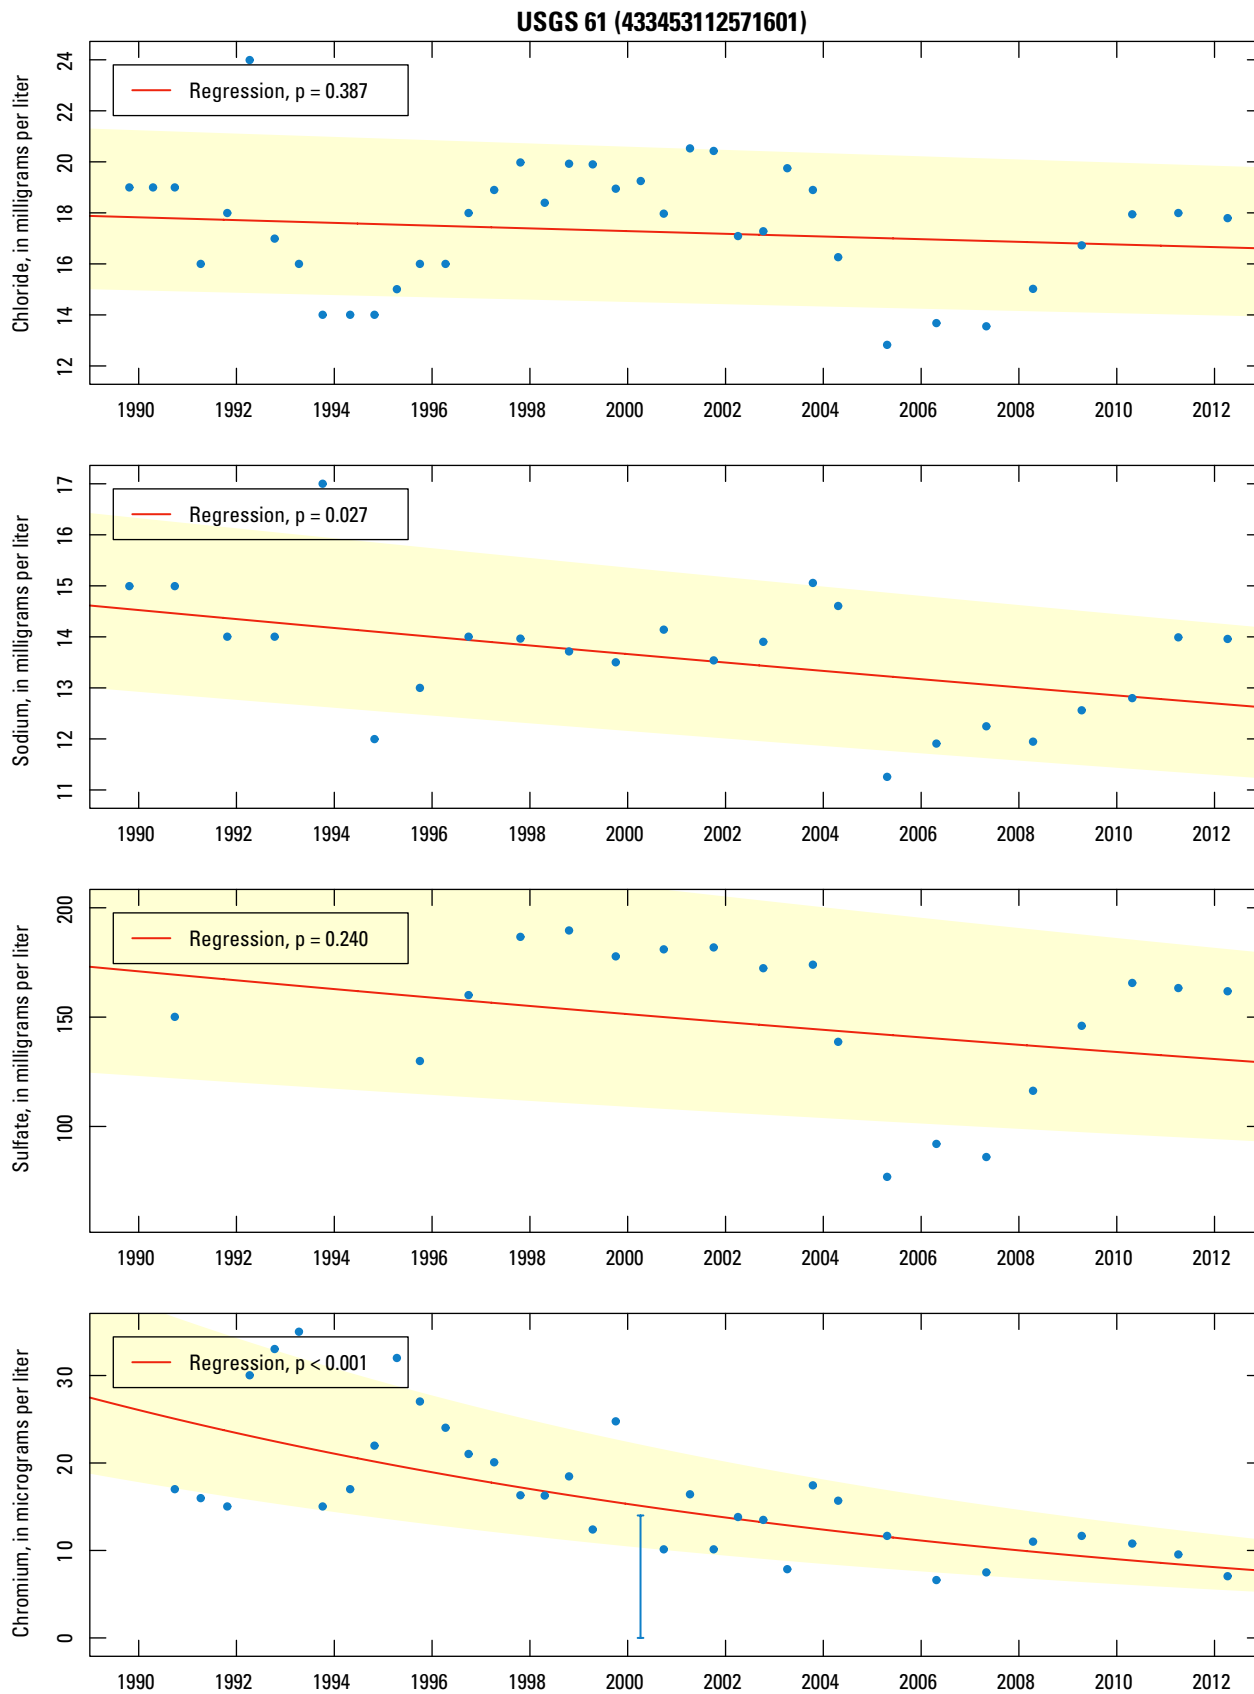 USGS 61 (433453112571601)
Chloride, in milligrams per liter
24
22
20
18
16
14
12
Regression, p = 0.387
1990 1992 1994 1996 1998 2000 2002 2004 2006 2008 2010 2012
Sodium, in milligrams per liter
17
16
15
14
13
12
11
Regression, p = 0.027
1990 1992 1994 1996 1998 2000 2002 2004 2006 2008 2010 2012
Sulfate, in milligrams per liter
200
150
100
Regression, p = 0.240
1990 1992 1994 1996 1998 2000 2002 2004 2006 2008 2010 2012
Chromium, in micrograms per liter
30
20
10
0
Regression, p < 0.001
1990 1992 1994 1996 1998 2000 2002 2004 2006 2008 2010 2012